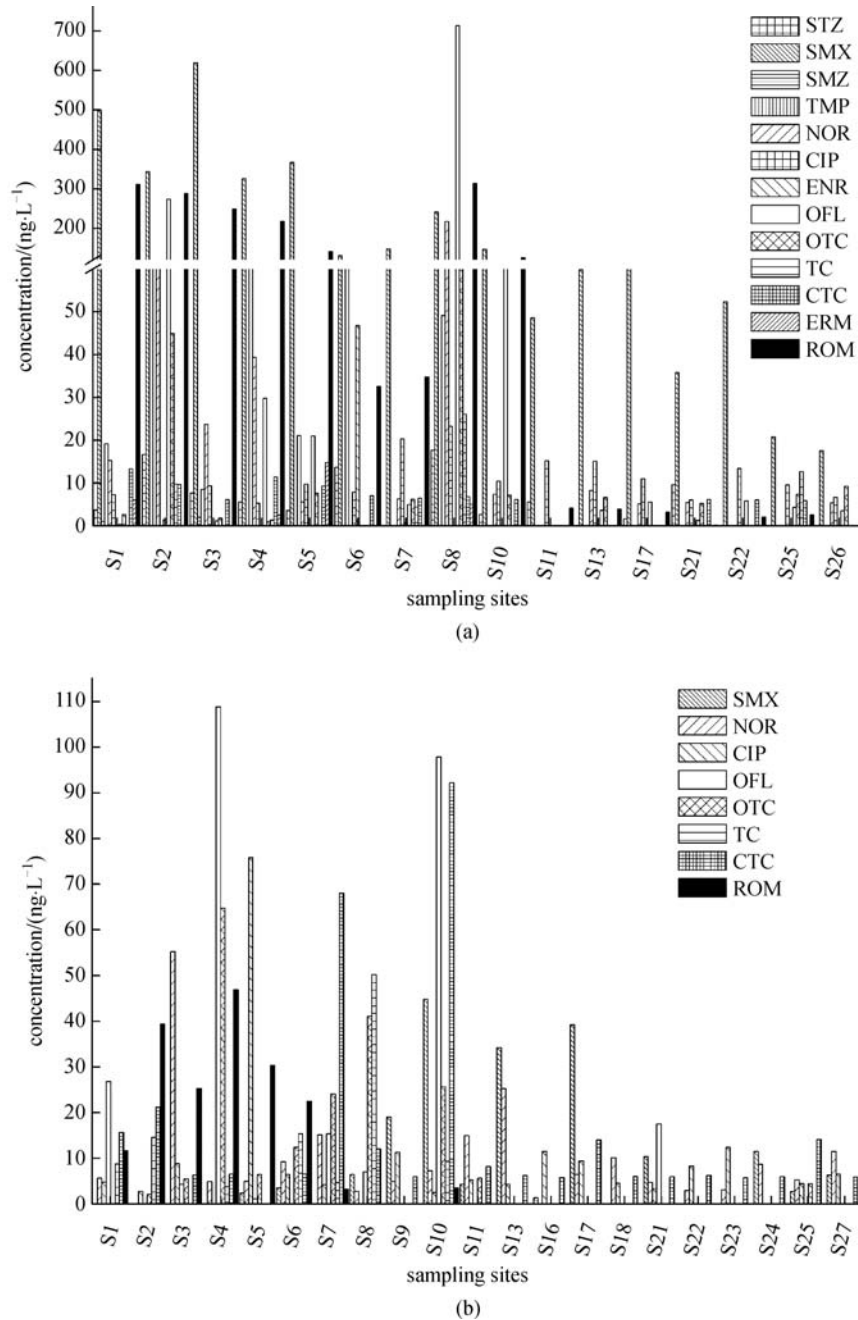 700
600
500
400
300
200
50
40
30
20
10
0
concentration/(ng·L⁻¹)
STZ
SMX
SMZ
TMP
NOR
CIP
ENR
OFL
OTC
TC
CTC
ERM
ROM
S1 S2 S3 S4 S5 S6 S7 S8 S10 S11 S13 S17 S21 S22 S25 S26
sampling sites
(a)
110
100
90
80
70
60
50
40
30
20
10
0
concentration/(ng·L⁻¹)
SMX
NOR
CIP
OFL
OTC
TC
CTC
ROM
S1 S2 S3 S4 S5 S6 S7 S8 S9 S10 S11 S13 S16 S17 S18 S21 S22 S23 S24 S25 S27
sampling sites
(b)